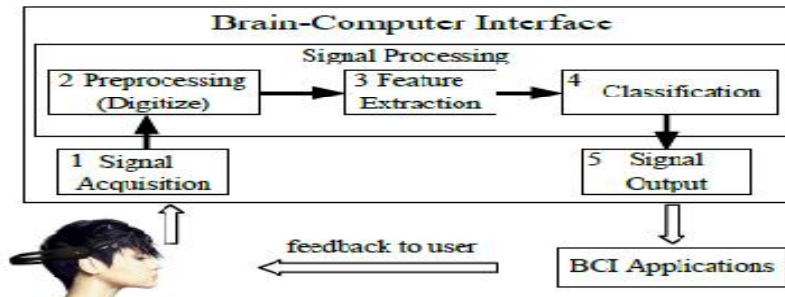 Brain-Computer Interface
Signal Processing
2 Preprocessing
(Digitize)
3 Feature
Extraction
4 Classification
1 Signal
Acquisition
5 Signal
Output
feedback to user
BCI Applications